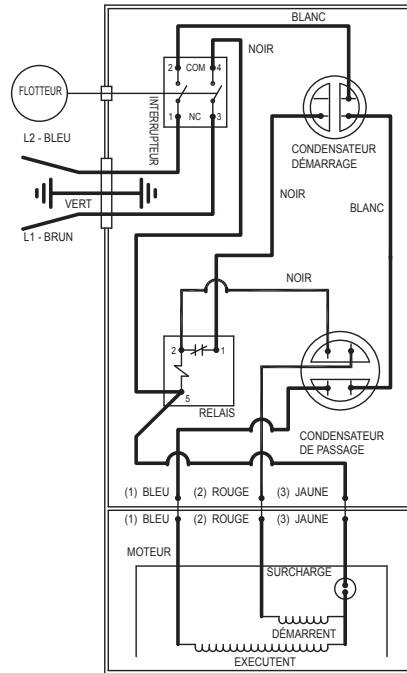 BLANC
NOIR
2 COM 4
FLOTTEUR
INTERRUPTEUR
1 NC 3
L2 - BLEU
VERT
L1 - BRUN
CONDENSATEUR
DÉMARRAGE
NOIR
BLANC
NOIR
2 1
5
RELAIS
CONDENSATEUR
DE PASSAGE
(1) BLEU (2) ROUGE (3) JAUNE
(1) BLEU (2) ROUGE (3) JAUNE
MOTEUR
SURCHARGE
DÉMARRENT
EXECUTENT